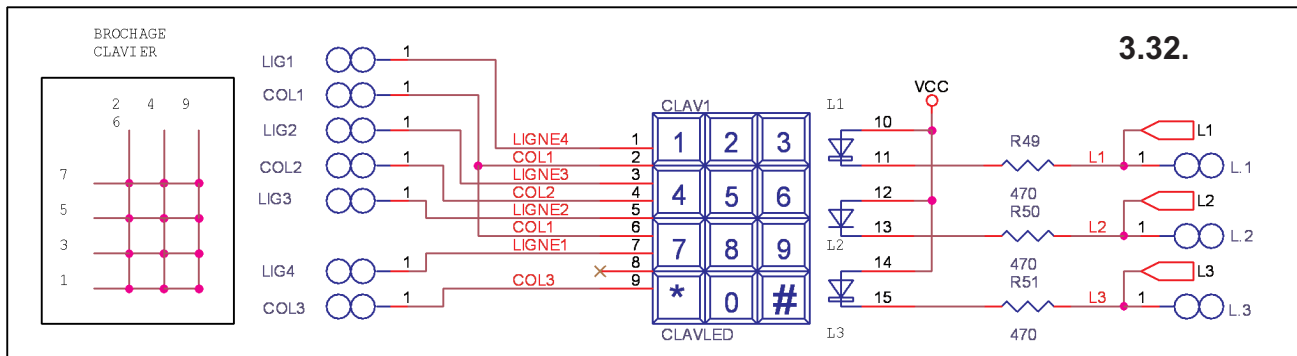 BROCHAGE
CLAVIER
2 4 9
6
7
5
3
1
LIG1
COL1
LIG2
COL2
LIG3
LIG4
COL3
1
1
1
1
1
1
1
LIGNE4
COL1
LIGNE3
COL2
LIGNE2
COL1
LIGNE1
COL3
1
2
3
4
5
6
7
8
9
CLAV1
1 2 3
4 5 6
7 8 9
* 0 #
CLAVLED
3.32.
VCC
L1
10
11
R49
470
L1
L1
1
L.1
12
13
L2
R50
470
L2
L2
1
L.2
14
15
L3
R51
470
L3
L3
1
L.3